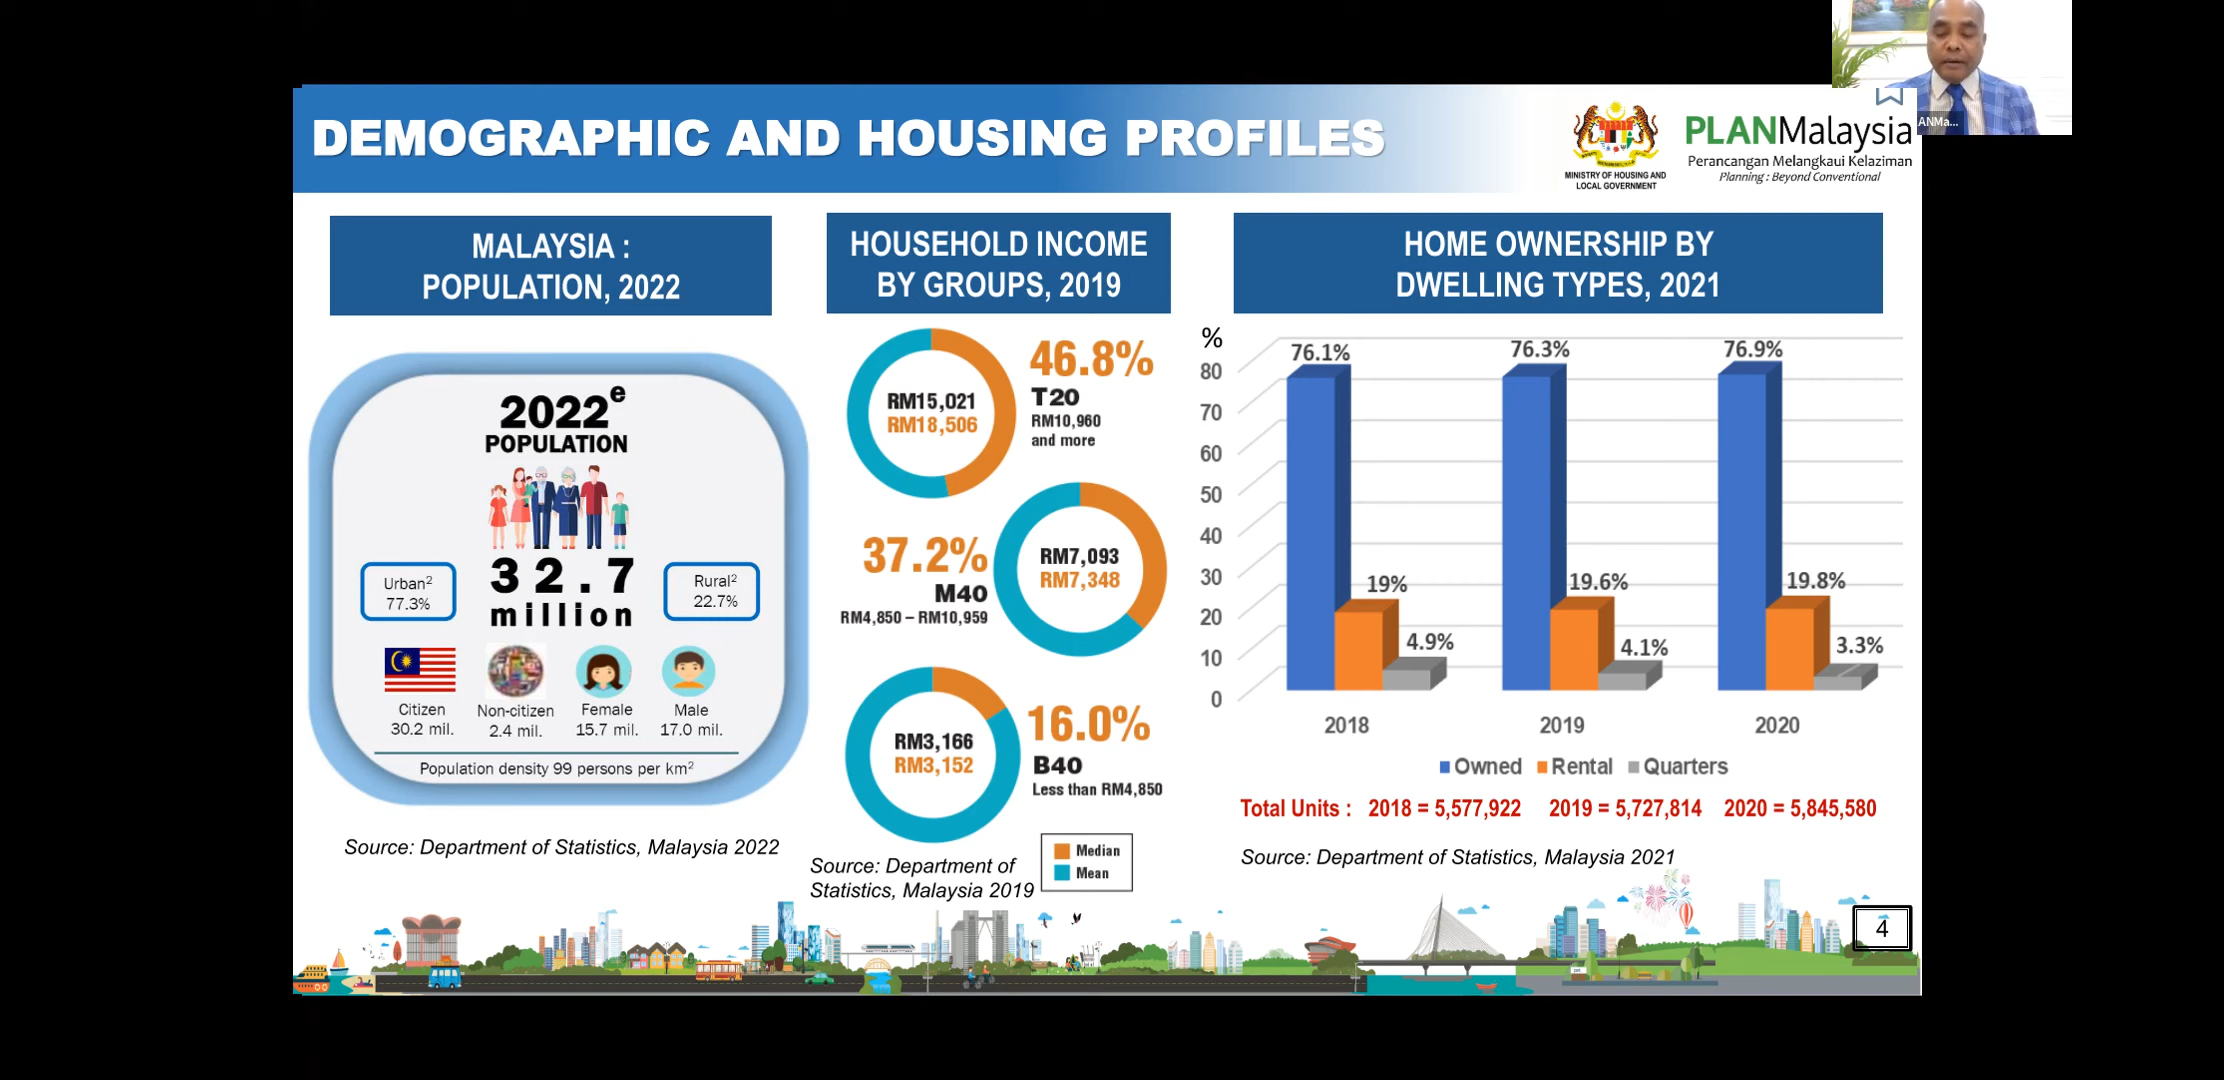 DEMOGRAPHIC AND HOUSING PROFILES
MINISTRY OF HOUSING AND
LOCAL GOVERNMENT
PLANMalaysia
Perancangan Melangkaui Kelaziman
Planning : Beyond Conventional
ANMa...
MALAYSIA :
POPULATION, 2022
2022e
POPULATION
32.7
million
Urban2
77.3%
Rural2
22.7%
Citizen
30.2 mil.
Non-citizen
2.4 mil.
Female
15.7 mil.
Male
17.0 mil.
Population density 99 persons per km2
Source: Department of Statistics, Malaysia 2022
HOUSEHOLD INCOME
BY GROUPS, 2019
RM15,021
RM18,506
46.8%
T20
RM10,960
and more
37.2%
M40
RM4,850 – RM10,959
RM7,093
RM7,348
RM3,166
RM3,152
16.0%
B40
Less than RM4,850
Median
Mean
Source: Department of
Statistics, Malaysia 2019
HOME OWNERSHIP BY
DWELLING TYPES, 2021
%
80
70
60
50
40
30
20
10
0
76.1%
19%
4.9%
76.3%
19.6%
4.1%
76.9%
19.8%
3.3%
2018
2019
2020
Owned
Rental
Quarters
Total Units : 2018 = 5,577,922 2019 = 5,727,814 2020 = 5,845,580
Source: Department of Statistics, Malaysia 2021
4